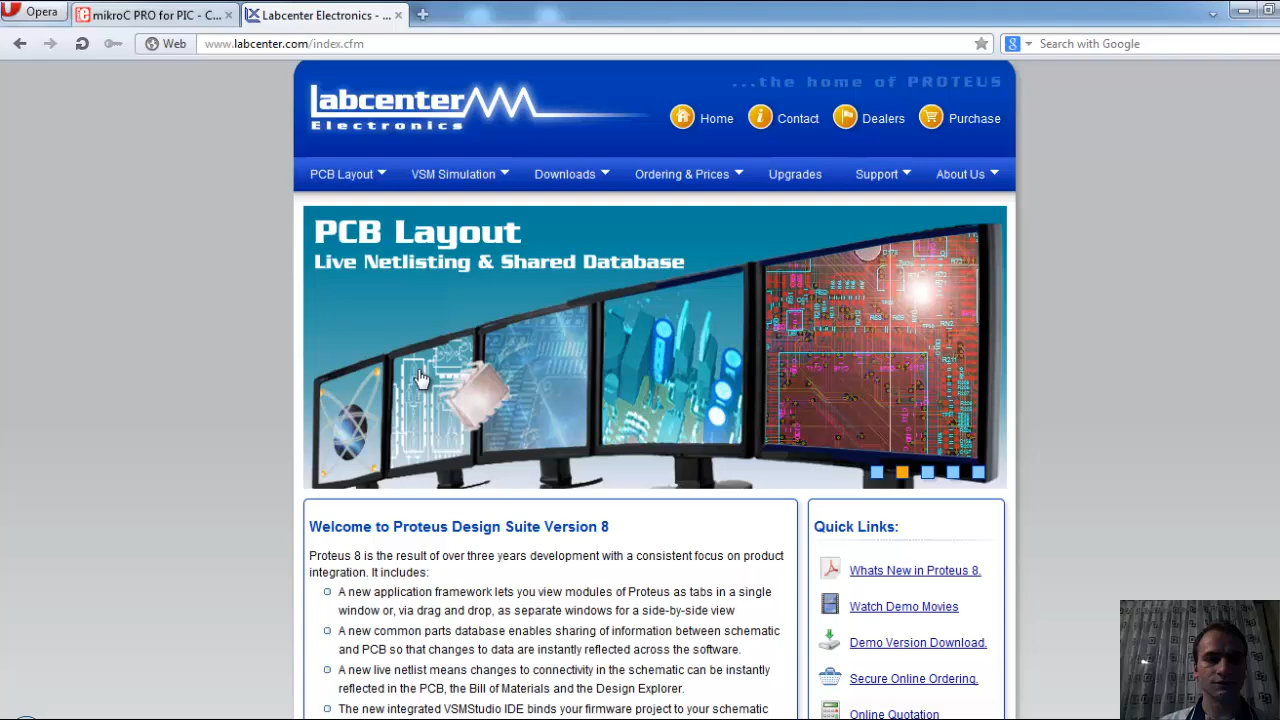 Opera
mikroC PRO for PIC - C...
Labcenter Electronics - ...
Web
www.labcenter.com/index.cfm
Search with Google
...the home of PROTEUS
Labcenter
Electronics
Home
Contact
Dealers
Purchase
PCB Layout
VSM Simulation
Downloads
Ordering & Prices
Upgrades
Support
About Us
PCB Layout
Live Netlisting & Shared Database
Welcome to Proteus Design Suite Version 8
Proteus 8 is the result of over three years development with a consistent focus on product
integration. It includes:
A new application framework lets you view modules of Proteus as tabs in a single
window or, via drag and drop, as separate windows for a side-by-side view
A new common parts database enables sharing of information between schematic
and PCB so that changes to data are instantly reflected across the software.
A new live netlist means changes to connectivity in the schematic can be instantly
reflected in the PCB, the Bill of Materials and the Design Explorer.
The new integrated VSMStudio IDE binds your firmware project to your schematic
Quick Links:
Whats New in Proteus 8.
Watch Demo Movies
Demo Version Download.
Secure Online Ordering.
Online Quotation